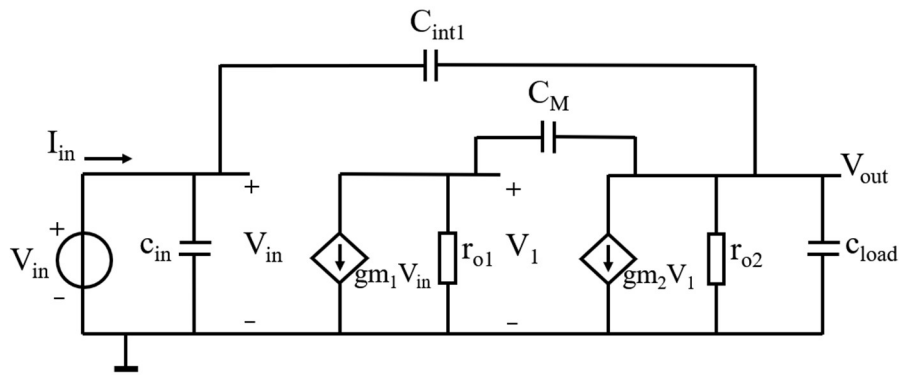 C_int1
C_M
I_in
V_out
+
+
+
V_in
c_in
V_in
gm_1V_in
r_o1
V_1
gm_2V_1
r_o2
c_load
−
−
−